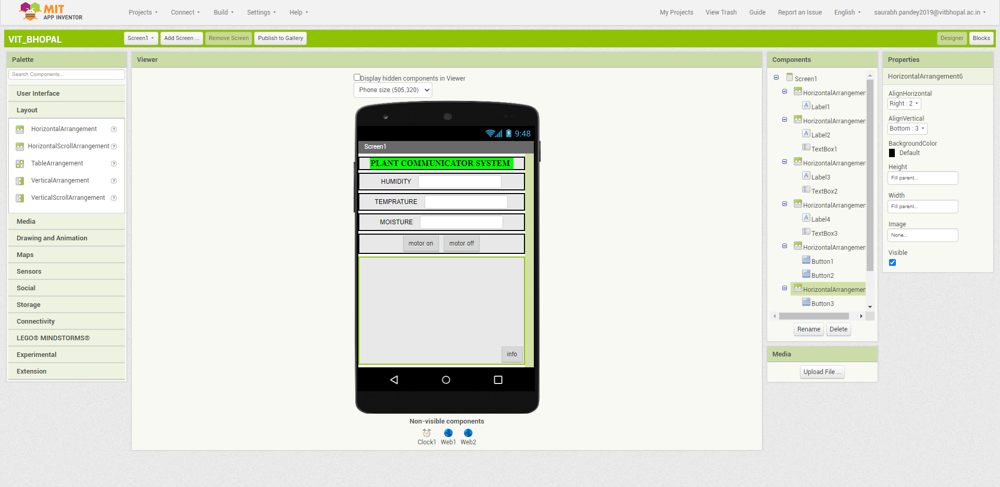 MIT
APP INVENTOR
Projects Connect Build Settings Help My Projects View Trash Guide Report an Issue English saurabh.pandey2019@vitbhopal.ac.in
VIT_BHOPAL Screen1 Add Screen ... Remove Screen Publish to Gallery Designer Blocks
Palette
Search Components...
User Interface
Layout
HorizontalArrangement ?
HorizontalScrollArrangement ?
TableArrangement ?
VerticalArrangement ?
VerticalScrollArrangement ?
Media
Drawing and Animation
Maps
Sensors
Social
Storage
Connectivity
LEGO® MINDSTORMS®
Experimental
Extension
Viewer
Display hidden components in Viewer
Phone size (505,320)
9:48
Screen1
PLANT COMMUNICATOR SYSTEM
HUMIDITY
TEMPRATURE
MOISTURE
motor on motor off
info
Non-visible components
Clock1 Web1 Web2
Components
Screen1
HorizontalArrangemer
A Label1
HorizontalArrangemer
A Label2
TextBox1
HorizontalArrangemer
A Label3
TextBox2
HorizontalArrangemer
A Label4
TextBox3
HorizontalArrangemer
Button1
Button2
HorizontalArrangemer
Button3
Rename Delete
Media
Upload File ...
Properties
HorizontalArrangement6
AlignHorizontal
Right : 2
AlignVertical
Bottom : 3
BackgroundColor
Default
Height
Fill parent...
Width
Fill parent...
Image
None...
Visible